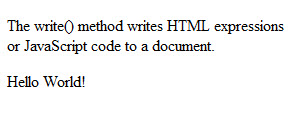 The write() method writes HTML expressions
or JavaScript code to a document.
Hello World!